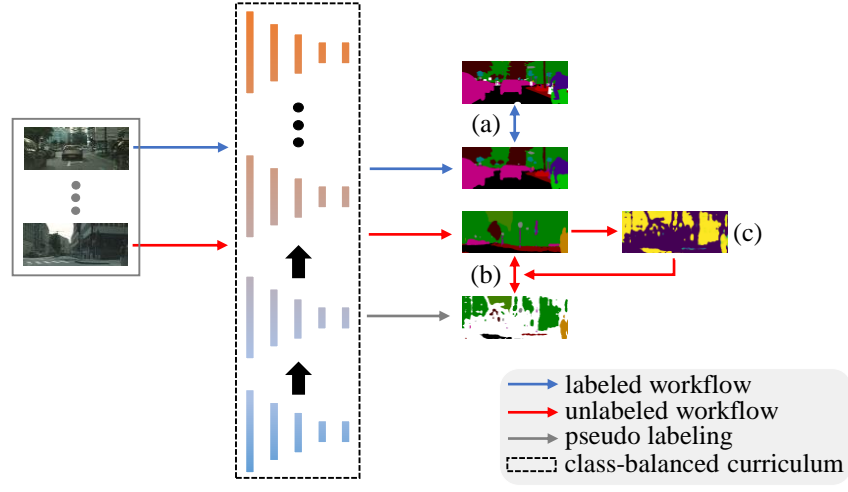 (a)
(c)
(b)
labeled workflow
unlabeled workflow
pseudo labeling
class-balanced curriculum